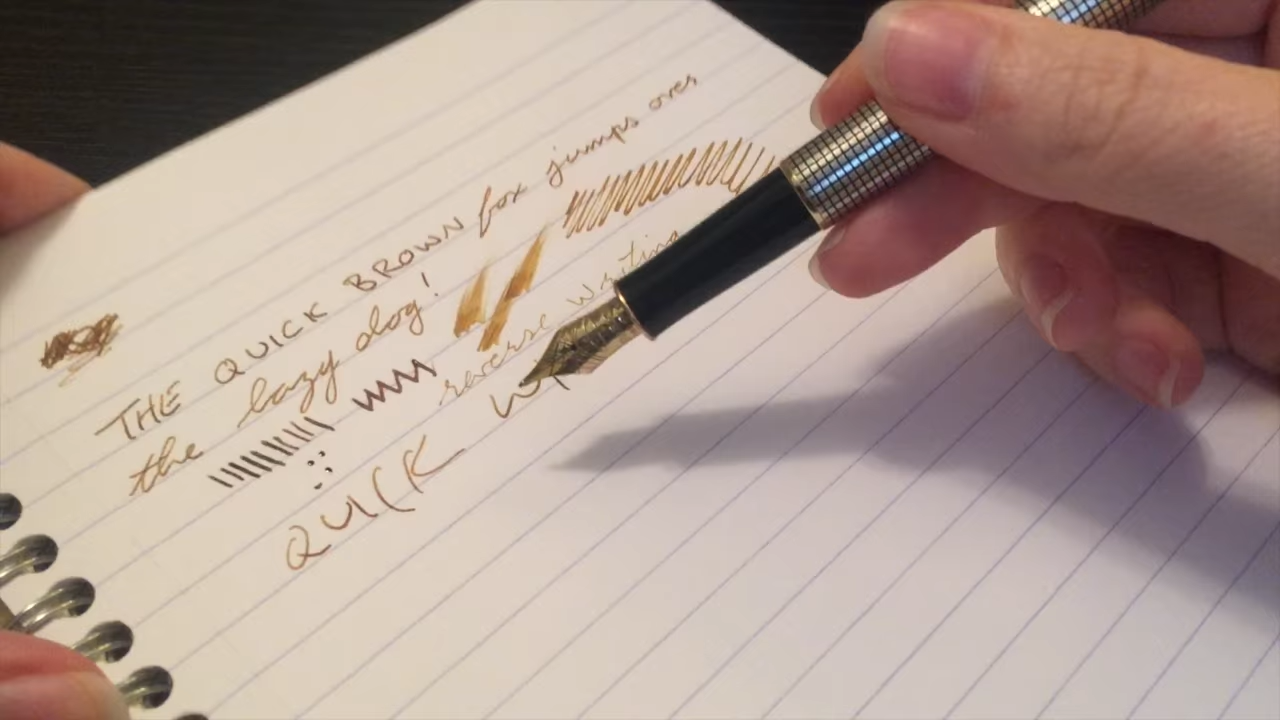 THE QUICK BROWN fox jumps over
the lazy dog!
reverse writing
QUICK W